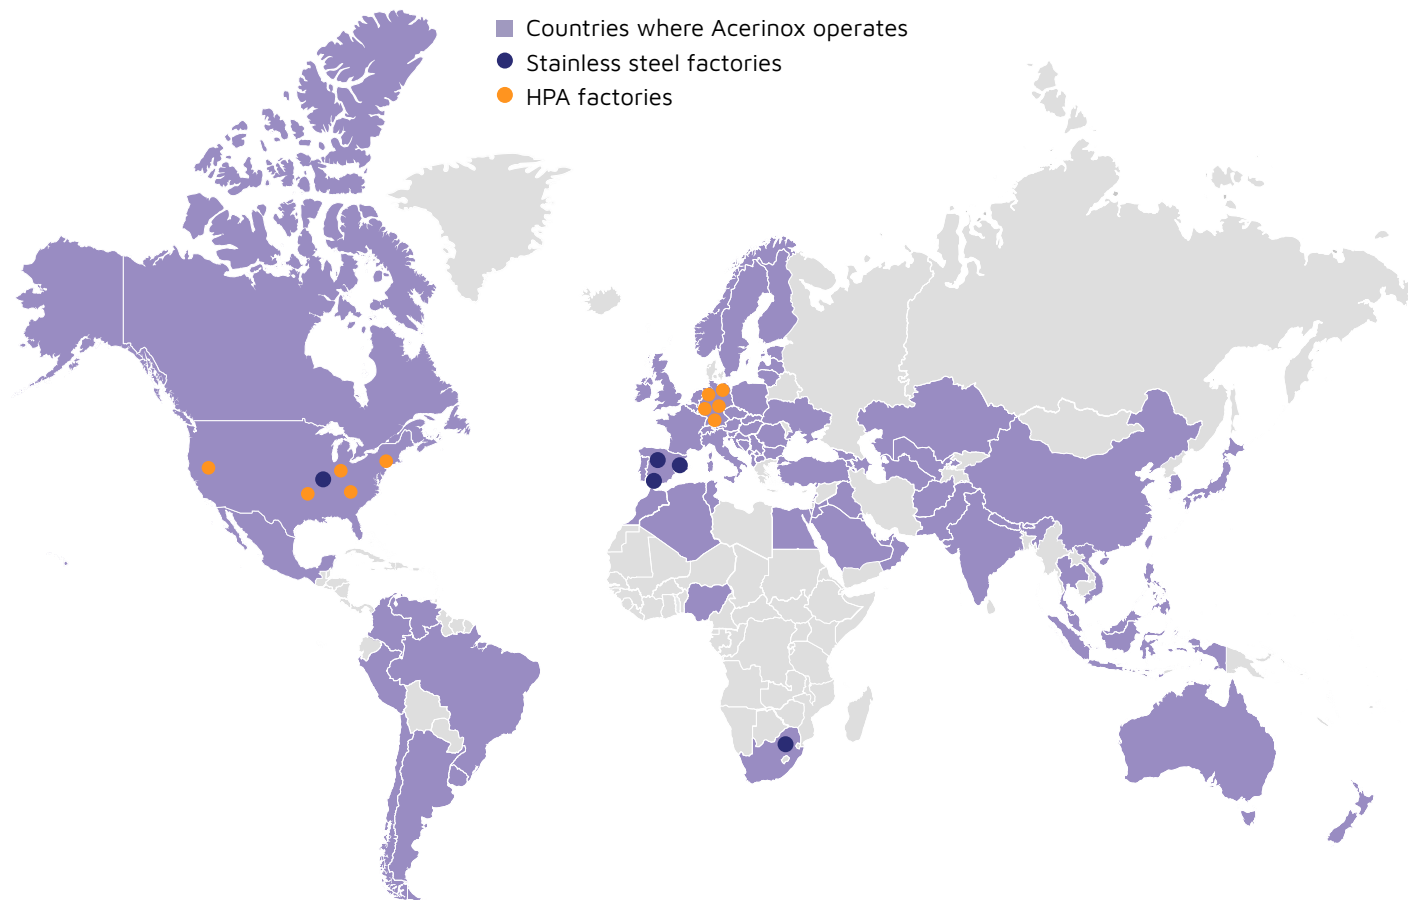 Countries where Acerinox operates
Stainless steel factories
HPA factories